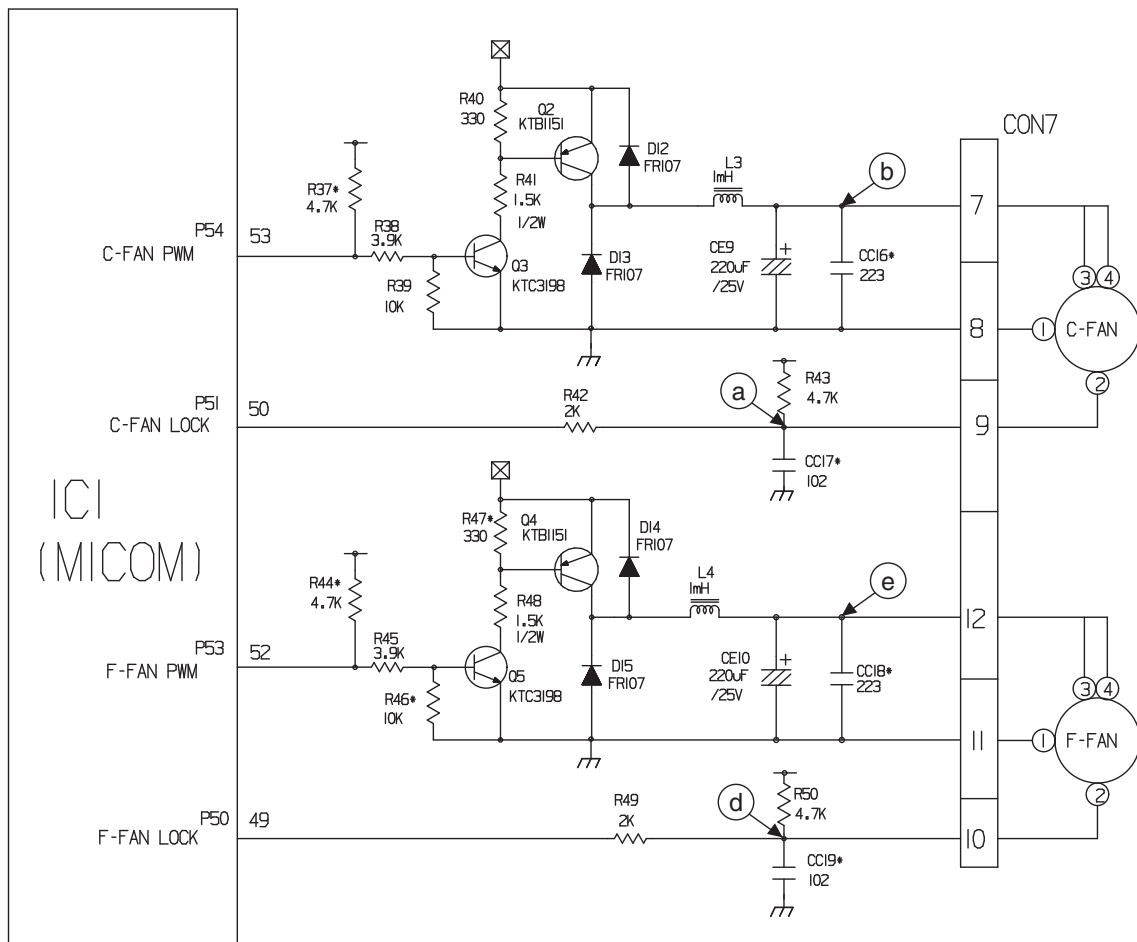 R40
330
Q2
KTB1151
D12
FR107
CON7
L3
1mH
b
R37*
4.7K
R41
1.5K
1/2W
7
P54
53
C-FAN PWM
R38
3.9K
R39
10K
Q3
KTC3198
D13
FR107
CE9
220uF
/25V
+
CC16*
223
3
4
8
1
C-FAN
2
R43
4.7K
a
P51
50
C-FAN LOCK
R42
2K
9
CC17*
102
IC1
(MICOM)
R47*
330
Q4
KTB1151
D14
FR107
L4
1mH
e
R44*
4.7K
R48
1.5K
1/2W
12
P53
52
F-FAN PWM
R45
3.9K
R46*
10K
Q5
KTC3198
D15
FR107
CE10
220uF
/25V
+
CC18*
223
3
4
11
1
F-FAN
2
R50
4.7K
d
P50
49
F-FAN LOCK
R49
2K
10
CC19*
102